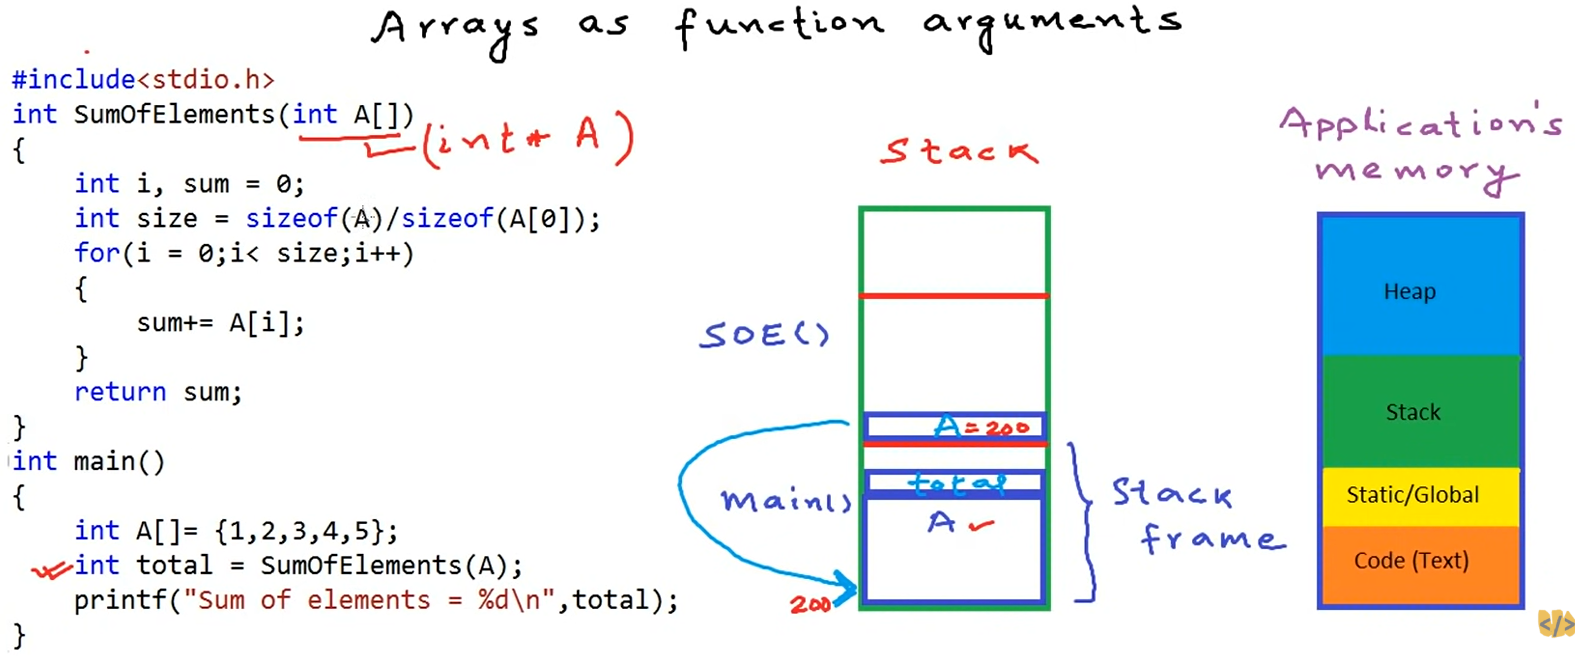 Arrays as function arguments
#include<stdio.h>
int SumOfElements(int A[])
(int* A)
{
int i, sum = 0;
int size = sizeof(A)/sizeof(A[0]);
for(i = 0;i< size;i++)
{
sum+= A[i];
}
return sum;
}
int main()
{
int A[]= {1,2,3,4,5};
int total = SumOfElements(A);
printf("Sum of elements = %d\n",total);
}
Stack
SOE()
A = 200
main()
total
A
200
Stack
frame
Application's
memory
Heap
Stack
Static/Global
Code (Text)
</>